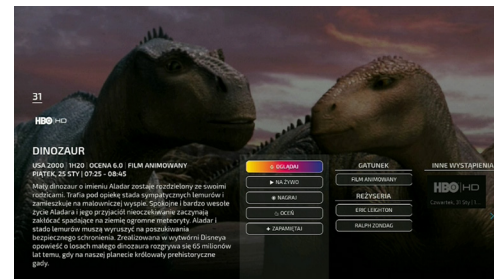 31
HBO HD
DINOZAUR
USA 2000 | 1H20 | OCENA 6.0 | FILM ANIMOWANY
PIĄTEK, 25 STY | 07:25 - 08:45
Mały dinozaur o imieniu Aladar zostaje rozdzielony ze swoimi
rodzicami. Trafia pod opiekę stada sympatycznych lemurów i
zamieszkuje na malowniczej wyspie. Spokojne i bardzo wesołe
życie Aladara i jego przyjaciół nieoczekiwanie zaczynają
zakłócać spadające na ziemię ogromne meteoryty. Aladar i
stado lemurów muszą wyruszyć na poszukiwania
bezpiecznego schronienia. Zrealizowana w wytwórni Disneya
opowieść o losach małego dinozaura rozgrywa się 65 milionów
lat temu, gdy na naszej planecie królowały prehistoryczne
gady.
OGLĄDAJ
NA ŻYWO
NAGRAJ
OCEŃ
ZAPAMIĘTAJ
GATUNEK
FILM ANIMOWANY
REŻYSERIA
ERIC LEIGHTON
RALPH ZONDAG
INNE WYSTĄPIENIA
HBO HD
Czwartek, 31 Sty |